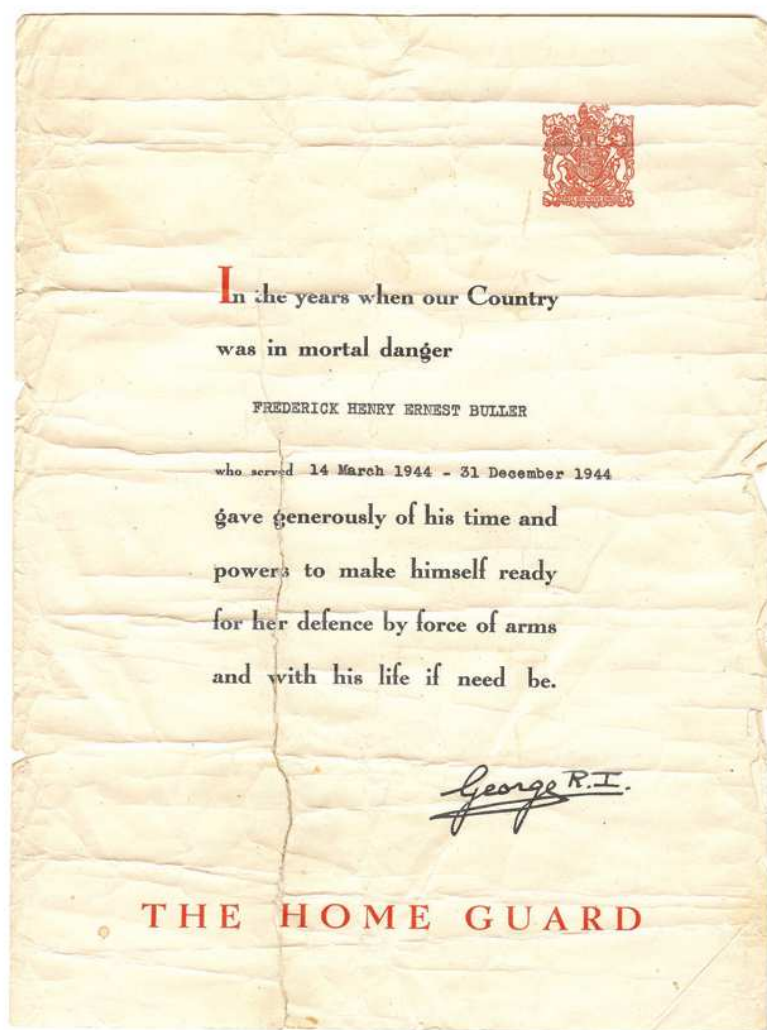 In the years when our Country
was in mortal danger
FREDERICK HENRY ERNEST BULLER
who served 14 March 1944 - 31 December 1944
gave generously of his time and
powers to make himself ready
for her defence by force of arms
and with his life if need be.
George R.I.
THE HOME GUARD